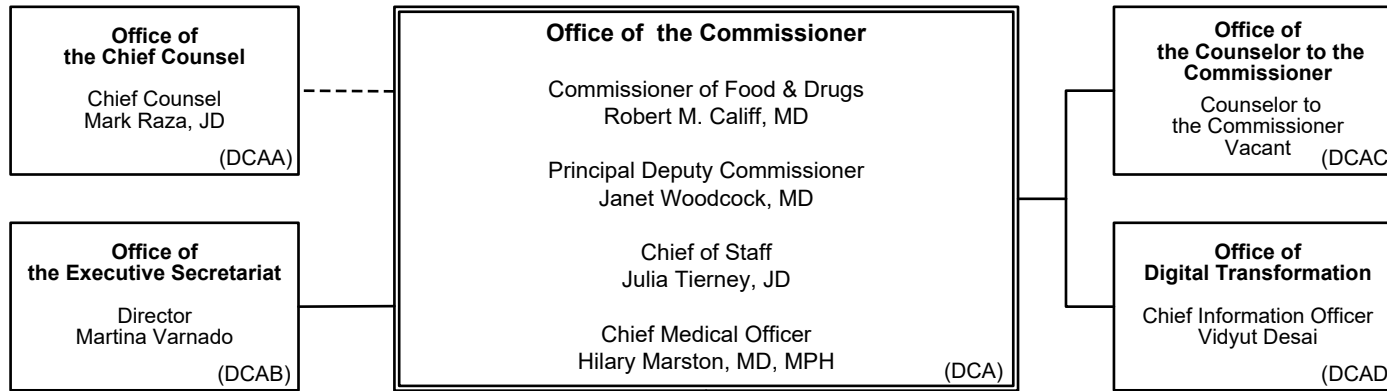 Office of
the Chief Counsel
Chief Counsel
Mark Raza, JD
(DCAA)
Office of
the Executive Secretariat
Director
Martina Varnado
(DCAB)
Office of the Commissioner
Commissioner of Food & Drugs
Robert M. Califf, MD
Principal Deputy Commissioner
Janet Woodcock, MD
Chief of Staff
Julia Tierney, JD
Chief Medical Officer
Hilary Marston, MD, MPH
(DCA)
Office of
the Counselor to the
Commissioner
Counselor to
the Commissioner
Vacant
(DCAC
Office of
Digital Transformation
Chief Information Officer
Vidyut Desai
(DCAD